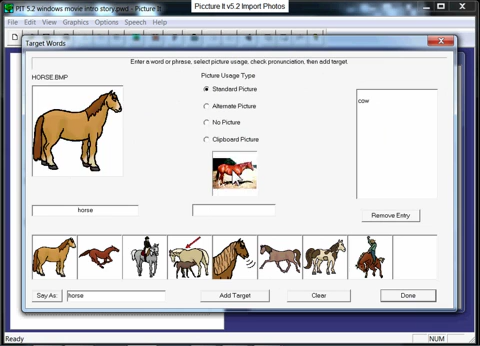 PIT 5.2 windows movie intro story.pwd - Picture It
Piccture It v5.2 Import Photos
File Edit View Graphics Options Speech Help
Target Words
Enter a word or phrase, select picture usage, check pronunciation, then add target.
HORSE.BMP
Picture Usage Type
Standard Picture
Alternate Picture
No Picture
Clipboard Picture
cow
horse
Remove Entry
Say As:
horse
Add Target
Clear
Done
Ready
NUM